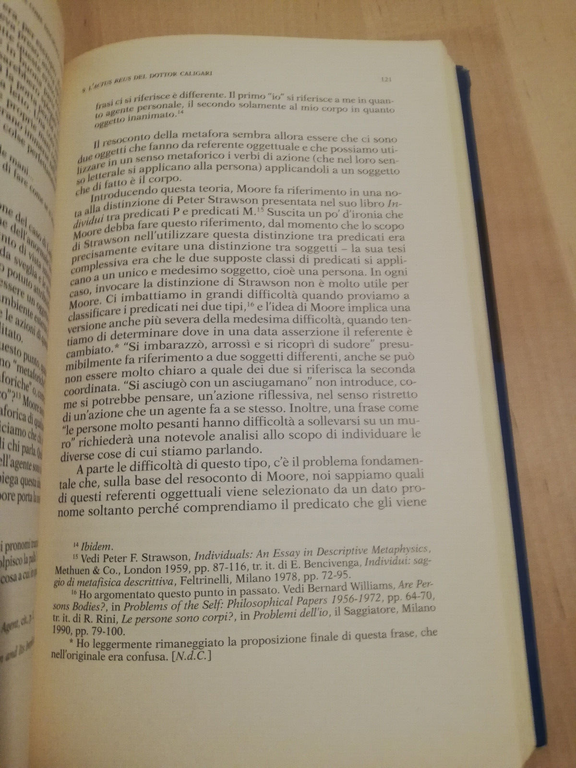 5. L'ACTUS REUS DEL DOTTOR CALIGARI 121
frasi ci si riferisce è differente. Il primo "io" si riferisce a me in quan-
to agente personale, il secondo solamente al mio corpo in quanto
oggetto inanimato.¹⁴
Il resoconto della metafora sembra allora essere che ci sono
due oggetti che fanno da referente oggettuale e che possiamo uti-
lizzare in un senso metaforico i verbi di azione (che nel loro sen-
so letterale si applicano alla persona) applicandoli a un soggetto
che di fatto è il corpo.
Introducendo questa teoria, Moore fa riferimento in una no-
ta alla distinzione di Peter Strawson presentata nel suo libro In-
dividui tra predicati P e predicati M.¹⁵ Suscita un po' d'ironia che
Moore debba fare questo riferimento, dal momento che lo scopo
di Strawson nell'utilizzare questa distinzione tra predicati era
precisamente evitare una distinzione tra soggetti – la sua tesi
complessiva era che le due supposte classi di predicati si appli-
cano a un unico e medesimo soggetto, cioè una persona. In ogni
caso, invocare la distinzione di Strawson non è molto utile per
Moore. Ci imbattiamo in grandi difficoltà quando proviamo a
classificare i predicati nei due tipi,¹⁶ e l'idea di Moore implica una
versione anche più severa della medesima difficoltà, quando ten-
tiamo di determinare dove in una data asserzione il referente è
cambiato.* "Si imbarazzò, arrossì e si ricoprì di sudore" presu-
mibilmente fa riferimento a due soggetti differenti, anche se può
non essere molto chiaro a quale dei due si riferisca la seconda
coordinata. "Si asciugò con un asciugamano" non introduce, co-
me si potrebbe pensare, un'azione riflessiva, nel senso ristretto
di un'azione che un agente fa a se stesso. Inoltre, una frase come
"le persone molto pesanti hanno difficoltà a sollevarsi su un mu-
ro" richiederà una notevole analisi allo scopo di individuare le
diverse cose di cui stiamo parlando.
A parte le difficoltà di questo tipo, c'è il problema fondamen-
tale che, sulla base del resoconto di Moore, noi sappiamo quali
di questi referenti oggettuali viene selezionato da un dato pro-
nome soltanto perché comprendiamo il predicato che gli viene
¹⁴ Ibidem.
¹⁵ Vedi Peter F. Strawson, Individuals: An Essay in Descriptive Metaphysics,
Methuen & Co., London 1959, pp. 87-116, tr. it. di E. Bencivenga, Individui: sag-
gio di metafisica descrittiva, Feltrinelli, Milano 1978, pp. 72-95.
¹⁶ Ho argomentato questo punto in passato. Vedi Bernard Williams, Are Per-
sons Bodies?, in Problems of the Self: Philosophical Papers 1956-1972, pp. 64-70,
tr. it. di R. Rini, Le persone sono corpi?, in Problemi dell'io, il Saggiatore, Milano
1990, pp. 79-100.
* Ho leggermente rimaneggiato la proposizione finale di questa frase, che
nell'originale era confusa. [N.d.C.]